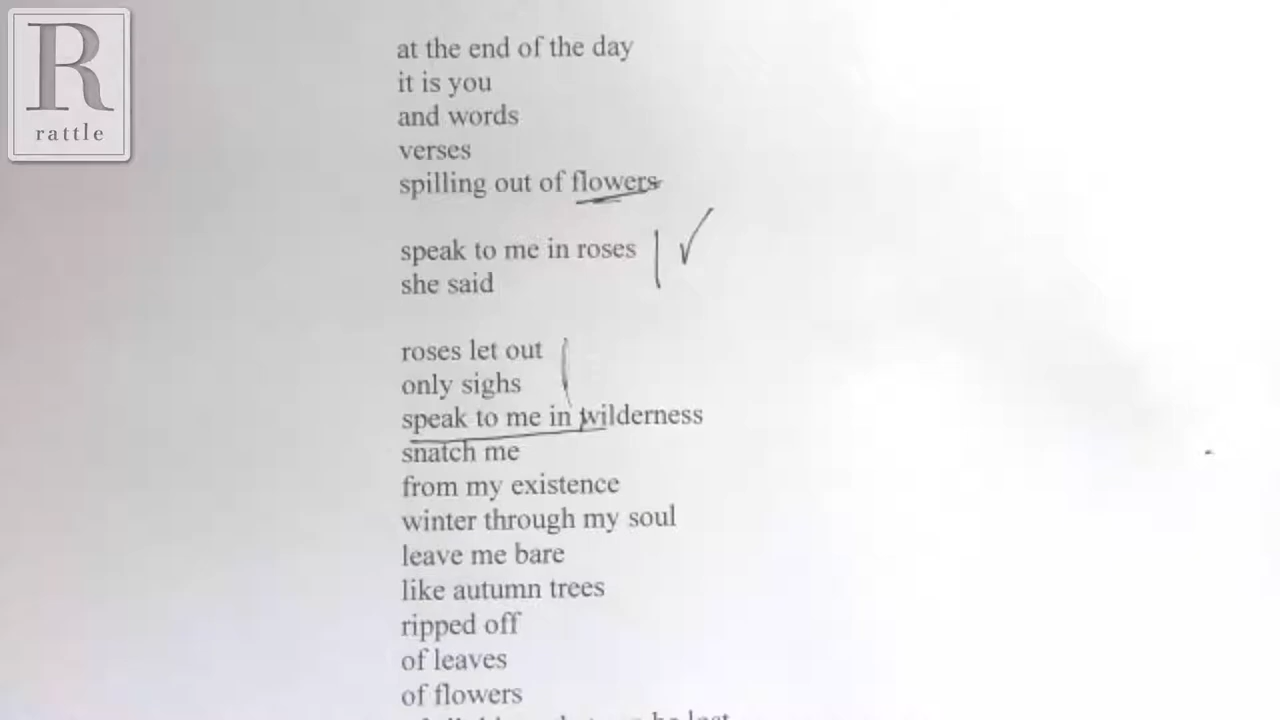 R
rattle
at the end of the day
it is you
and words
verses
spilling out of flowers
speak to me in roses
she said
roses let out
only sighs
speak to me in wilderness
snatch me
from my existence
winter through my soul
leave me bare
like autumn trees
ripped off
of leaves
of flowers
lost